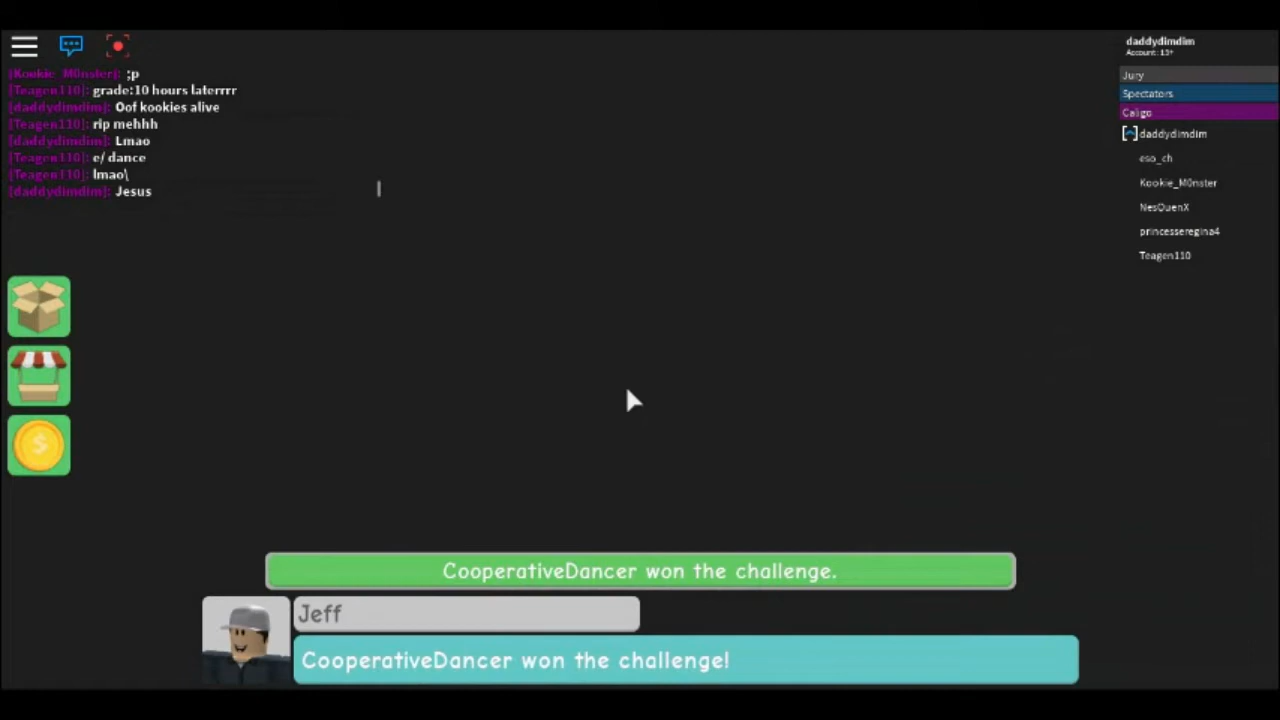 [Kookie_M0nster]: ;p
[Teagen110]: grade:10 hours laterrrr
[daddydimdim]: Oof kookies alive
[Teagen110]: rip mehhh
[daddydimdim]: Lmao
[Teagen110]: e/ dance
[Teagen110]: lmao\
[daddydimdim]: Jesus
daddydimdim
Account: 13+
Jury
Spectators
Caligo
daddydimdim
eso_ch
Kookie_M0nster
NesQuenX
princesseregina4
Teagen110
CooperativeDancer won the challenge.
Jeff
CooperativeDancer won the challenge!